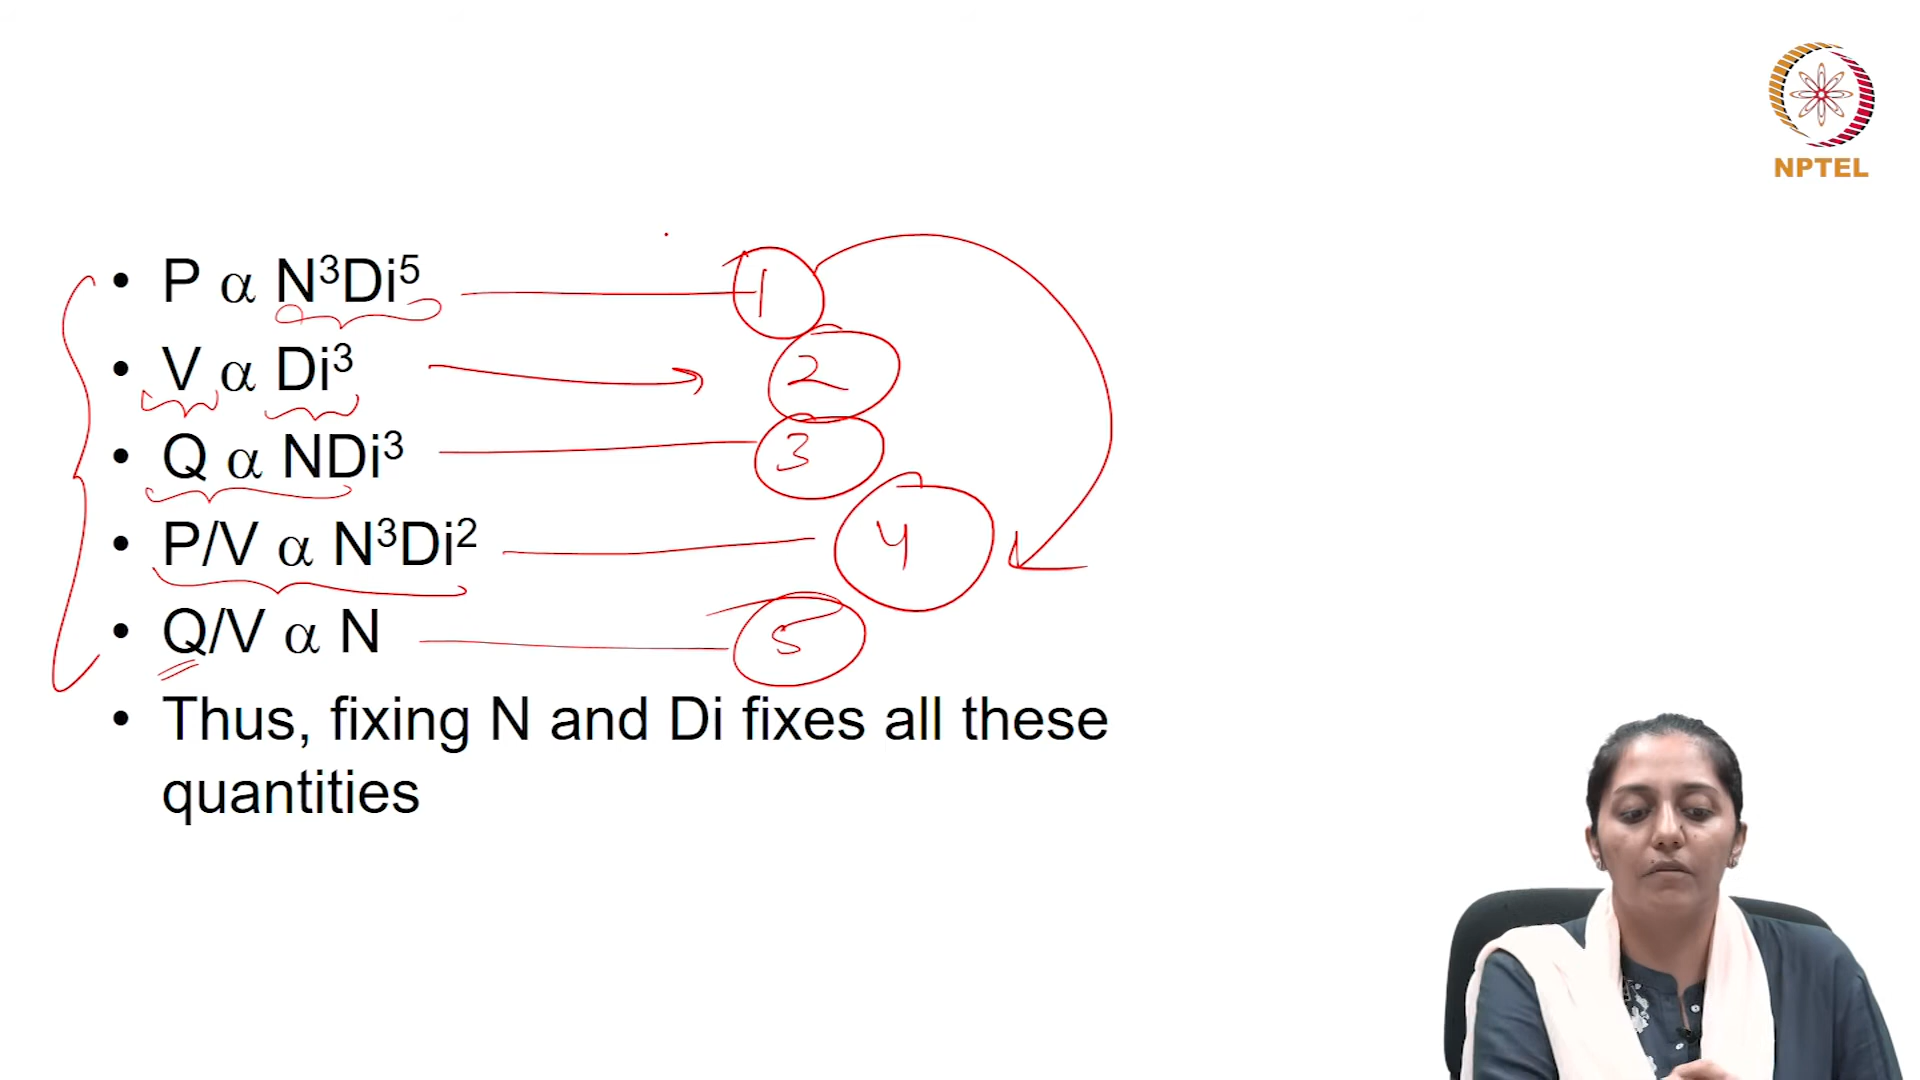 NPTEL
• P α N³Di⁵ 1
• V α Di³ 2
• Q α NDi³ 3
• P/V α N³Di² 4
• Q/V α N 5
• Thus, fixing N and Di fixes all these
quantities